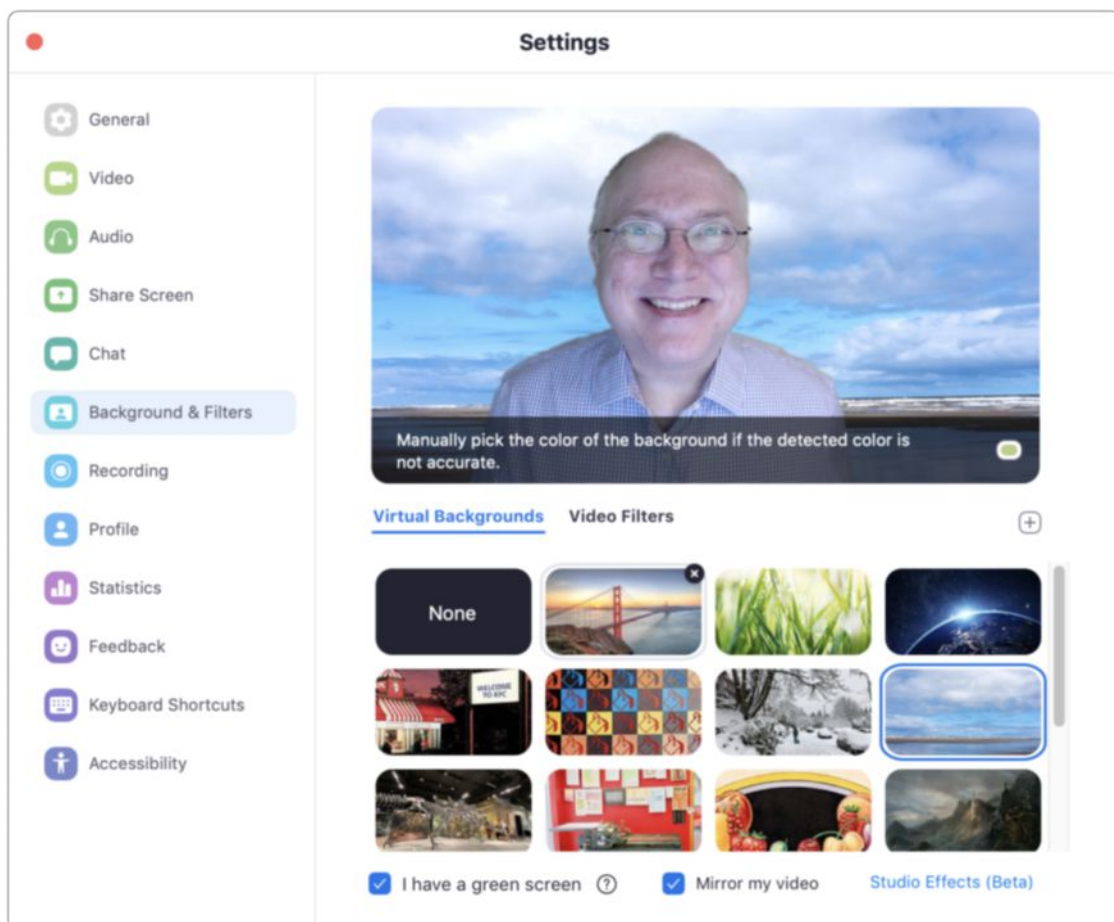 Settings
General
Video
Audio
Share Screen
Chat
Background & Filters
Recording
Profile
Statistics
Feedback
Keyboard Shortcuts
Accessibility
Manually pick the color of the background if the detected color is
not accurate.
Virtual Backgrounds
Video Filters
None
WELCOME
TO KFC
I have a green screen
Mirror my video
Studio Effects (Beta)